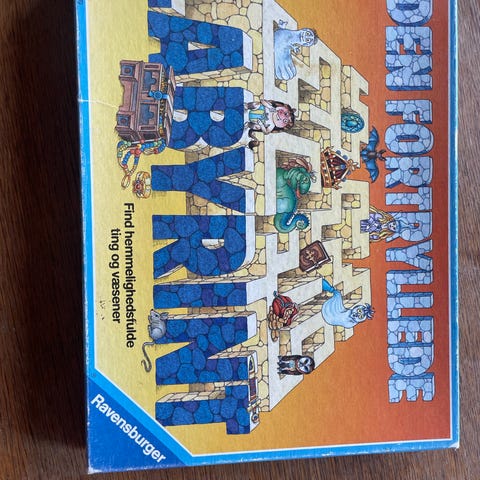 DEN FORTRYLLEDE
LABYRINT
Find hemmelighedsfulde
ting og væsener
Ravensburger